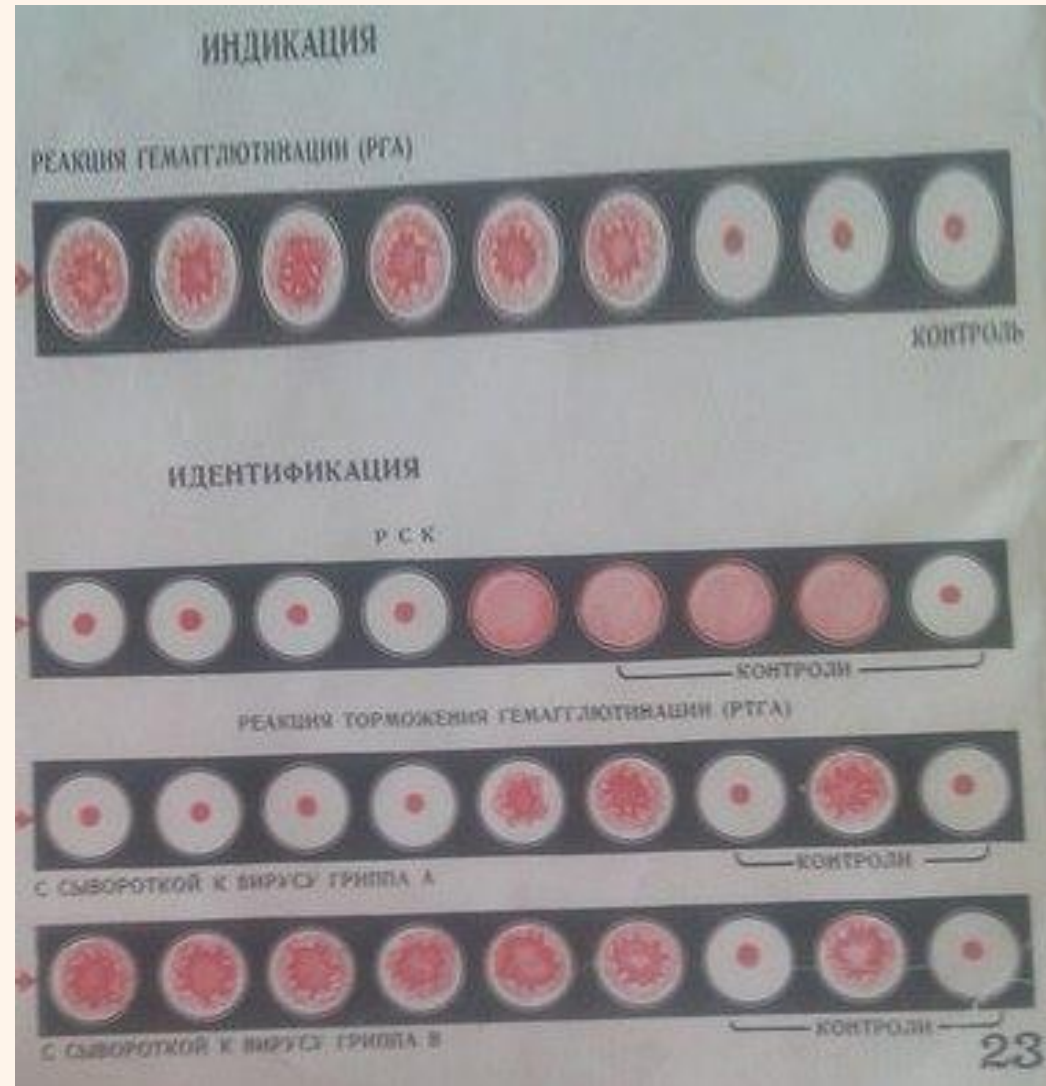 ИНДИКАЦИЯ
РЕАКЦИЯ ГЕМАГГЛЮТИНАЦИИ (РГА)
КОНТРОЛЬ
ИДЕНТИФИКАЦИЯ
РСК
КОНТРОЛИ
РЕАКЦИЯ ТОРМОЖЕНИЯ ГЕМАГГЛЮТИНАЦИИ (РТГА)
КОНТРОЛИ
С СЫВОРОТКОЙ К ВИРУСУ ГРИППА А
КОНТРОЛИ
С СЫВОРОТКОЙ К ВИРУСУ ГРИППА В
23